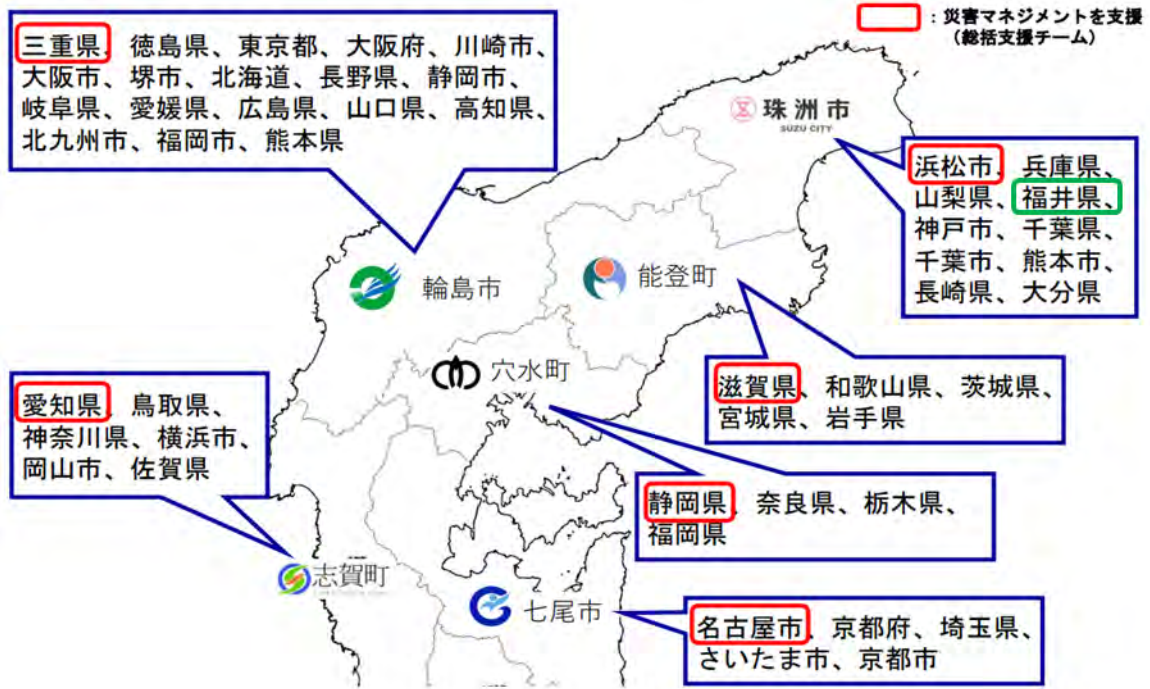 ：災害マネジメントを支援
（総括支援チーム）
三重県、徳島県、東京都、大阪府、川崎市、
大阪市、堺市、北海道、長野県、静岡市、
岐阜県、愛媛県、広島県、山口県、高知県、
北九州市、福岡市、熊本県
珠洲市
SUZU CITY
浜松市、兵庫県、
山梨県、福井県、
神戸市、千葉県、
千葉市、熊本市、
長崎県、大分県
輪島市
能登町
穴水町
滋賀県、和歌山県、茨城県、
宮城県、岩手県
愛知県、鳥取県、
神奈川県、横浜市、
岡山市、佐賀県
静岡県、奈良県、栃木県、
福岡県
志賀町
七尾市
名古屋市、京都府、埼玉県、
さいたま市、京都市